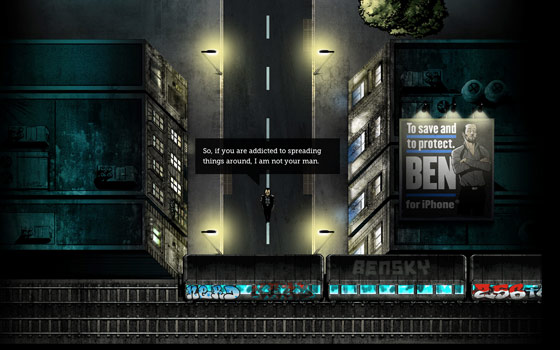 So, if you are addicted to spreading
things around, I am not your man.
To save and
to protect.
BEN
for iPhone
BENSKY